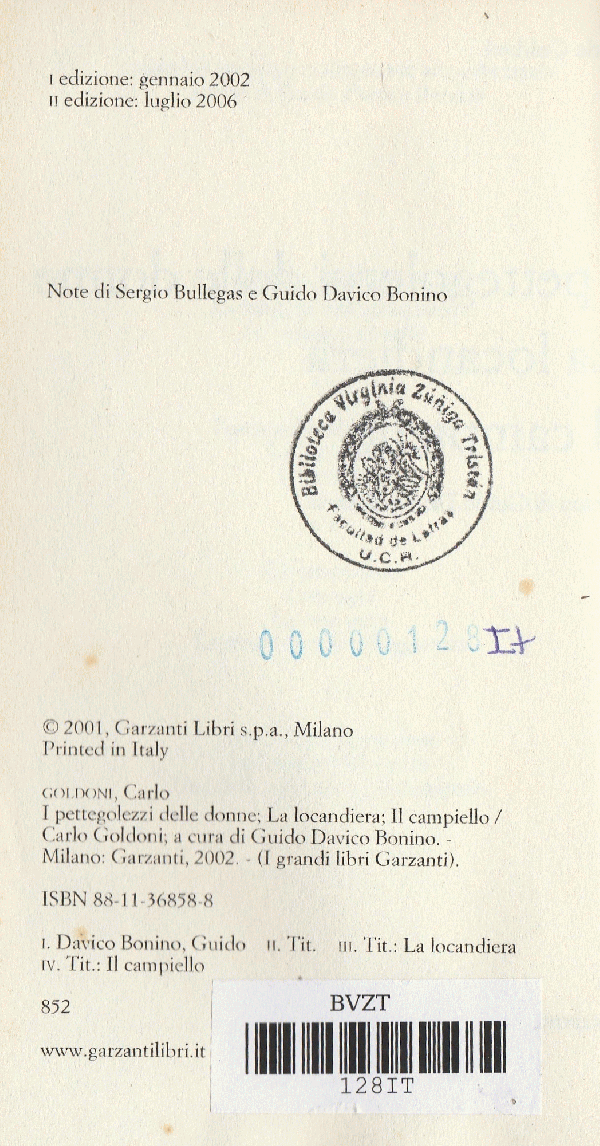 I edizione: gennaio 2002
II edizione: luglio 2006
Note di Sergio Bullegas e Guido Davico Bonino
Biblioteca Virginia Zúñiga Tristán
Facultad de Letras
U.C.R.
00000128 It
© 2001, Garzanti Libri s.p.a., Milano
Printed in Italy
GOLDONI, Carlo
I pettegolezzi delle donne; La locandiera; Il campiello /
Carlo Goldoni; a cura di Guido Davico Bonino. -
Milano: Garzanti, 2002. - (I grandi libri Garzanti).
ISBN 88-11-36858-8
I. Davico Bonino, Guido II. Tit. III. Tit.: La locandiera
IV. Tit.: Il campiello
852
www.garzantilibri.it
BVZT
128IT